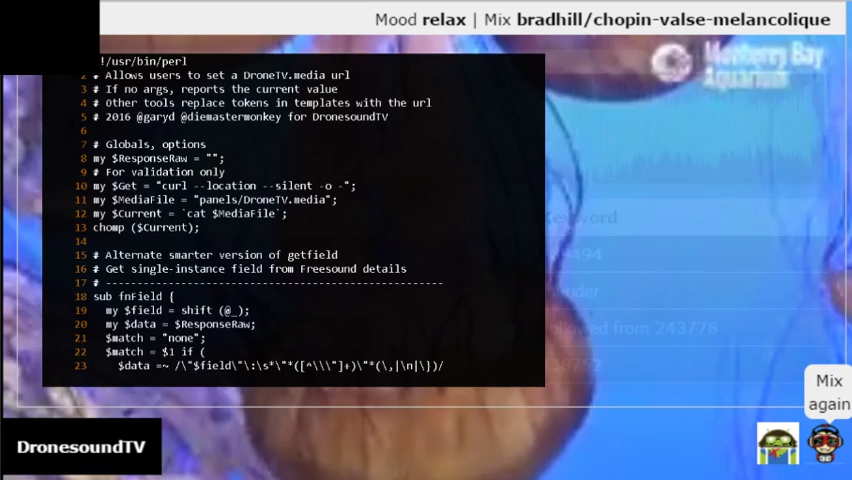 Mood relax | Mix bradhill/chopin-valse-melancolique
Monterey Bay
Aquarium
!/usr/bin/perl
2 # Allows users to set a DroneTV.media url
3 # If no args, reports the current value
4 # Other tools replace tokens in templates with the url
5 # 2016 @garyd @diemastermonkey for DronesoundTV
6
7 # Globals, options
8 my $ResponseRaw = "";
9 # For validation only
10 my $Get = "curl --location --silent -o -";
11 my $MediaFile = "panels/DroneTV.media";
12 my $Current = `cat $MediaFile`;
13 chomp ($Current);
14
15 # Alternate smarter version of getfield
16 # Get single-instance field from Freesound details
17 # -------------------------------------------------
18 sub fnField {
19 my $field = shift (@_);
20 my $data = $ResponseRaw;
21 $match = "none";
22 $match = $1 if (
23 $data =~ /\"$field\"\:\s*\"*([^\\\"]+)\"*(\,|\n|\})/
from 243778
Mix
again
DronesoundTV